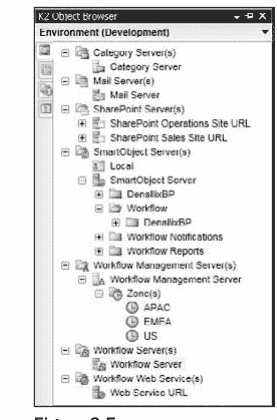 K2 Object Browser
Environment (Development)
Category Server(s)
Category Server
Mail Server(s)
Mail Server
SharePoint Server(s)
SharePoint Operations Site URL
SharePoint Sales Site URL
SmartObject Server(s)
Local
SmartObject Server
DenallixBP
Workflow
DenallixBP
Workflow Notifications
Workflow Reports
Workflow Management Server(s)
Workflow Management Server
Zone(s)
APAC
EMEA
US
Workflow Server(s)
Workflow Server
Workflow Web Service(s)
Web Service URL